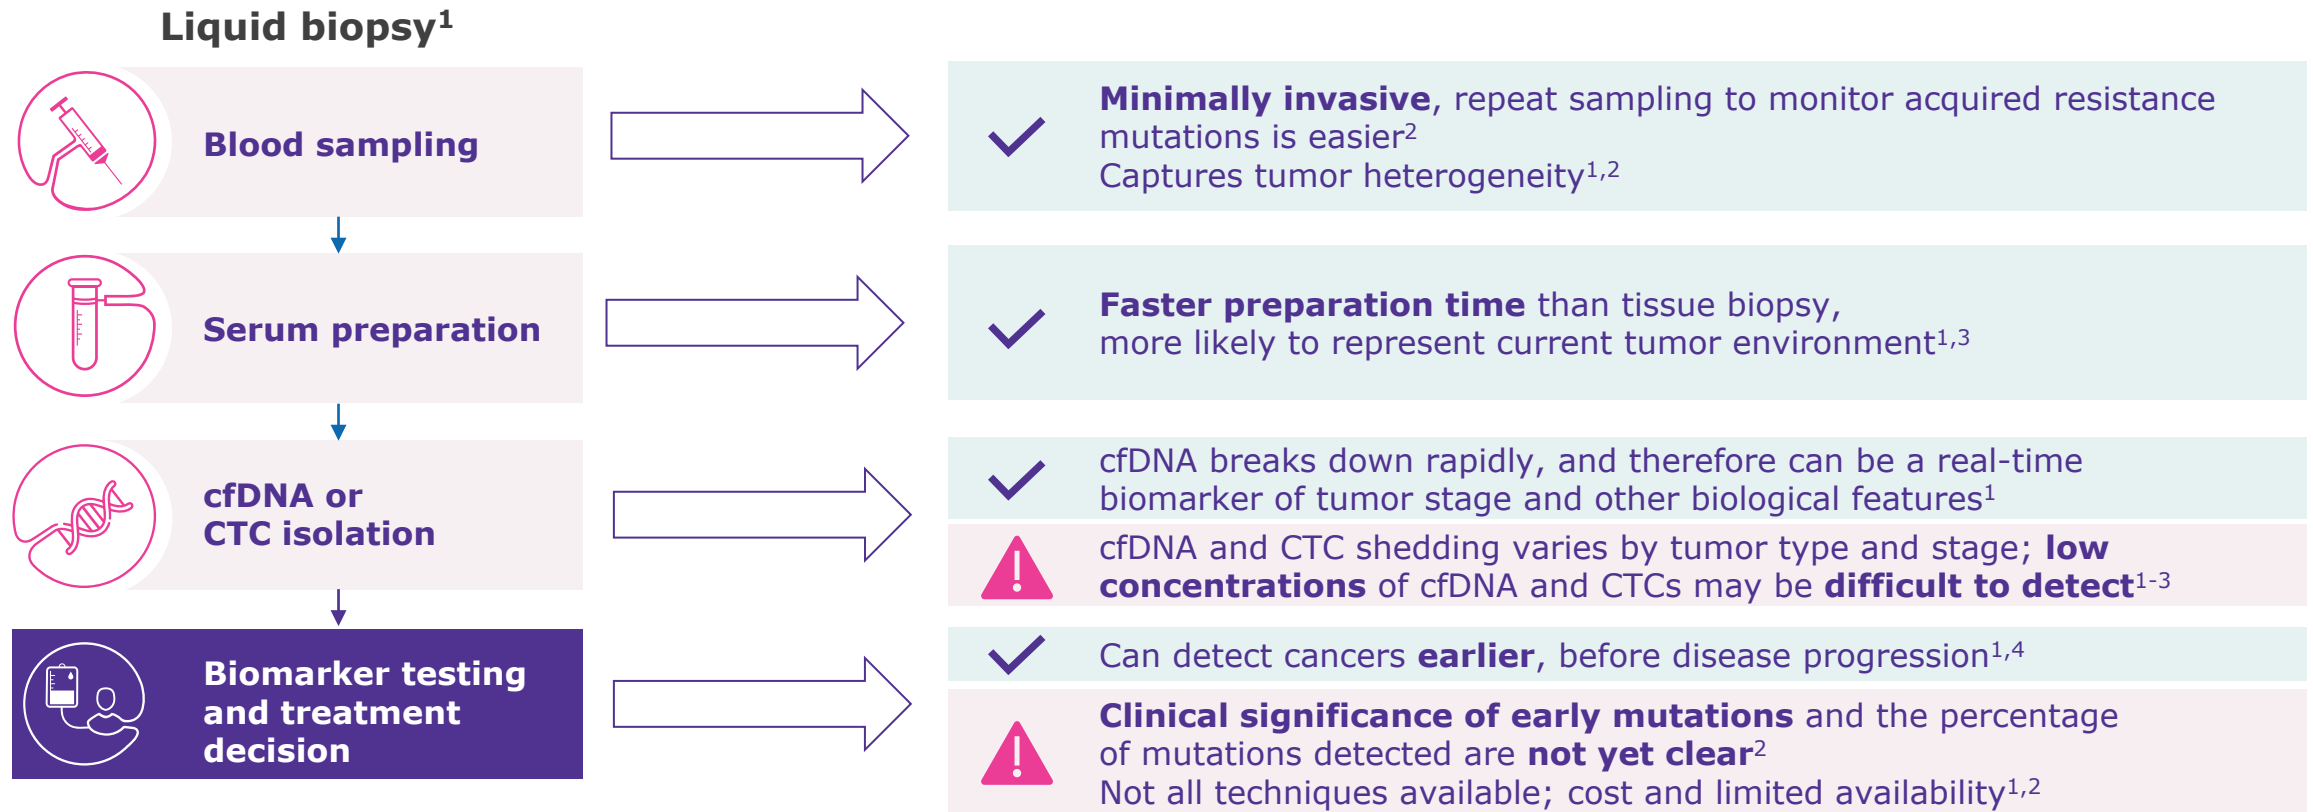 Liquid biopsy¹
Blood sampling
Minimally invasive, repeat sampling to monitor acquired resistance
mutations is easier²
Captures tumor heterogeneity¹,²
Serum preparation
Faster preparation time than tissue biopsy,
more likely to represent current tumor environment¹,³
cfDNA or
CTC isolation
cfDNA breaks down rapidly, and therefore can be a real-time
biomarker of tumor stage and other biological features¹
cfDNA and CTC shedding varies by tumor type and stage; low
concentrations of cfDNA and CTCs may be difficult to detect¹⁻³
Biomarker testing
and treatment
decision
Can detect cancers earlier, before disease progression¹,⁴
Clinical significance of early mutations and the percentage
of mutations detected are not yet clear²
Not all techniques available; cost and limited availability¹,²